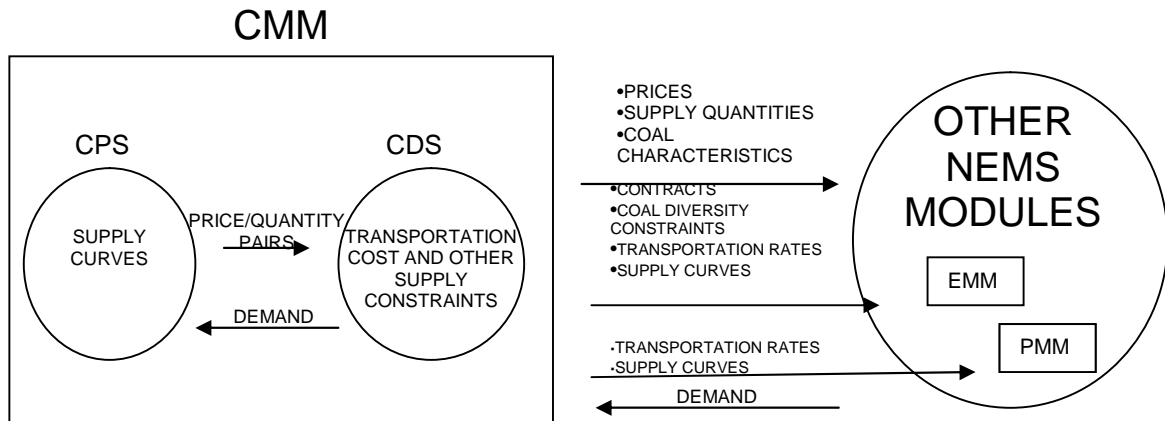 CMM
CPS
SUPPLY
CURVES
PRICE/QUANTITY
PAIRS
DEMAND
CDS
TRANSPORTATION
COST AND OTHER
SUPPLY
CONSTRAINTS
•PRICES
•SUPPLY QUANTITIES
•COAL
CHARACTERISTICS
•CONTRACTS
•COAL DIVERSITY
CONSTRAINTS
•TRANSPORTATION RATES
•SUPPLY CURVES
·TRANSPORTATION RATES
·SUPPLY CURVES
DEMAND
OTHER
NEMS
MODULES
EMM
PMM